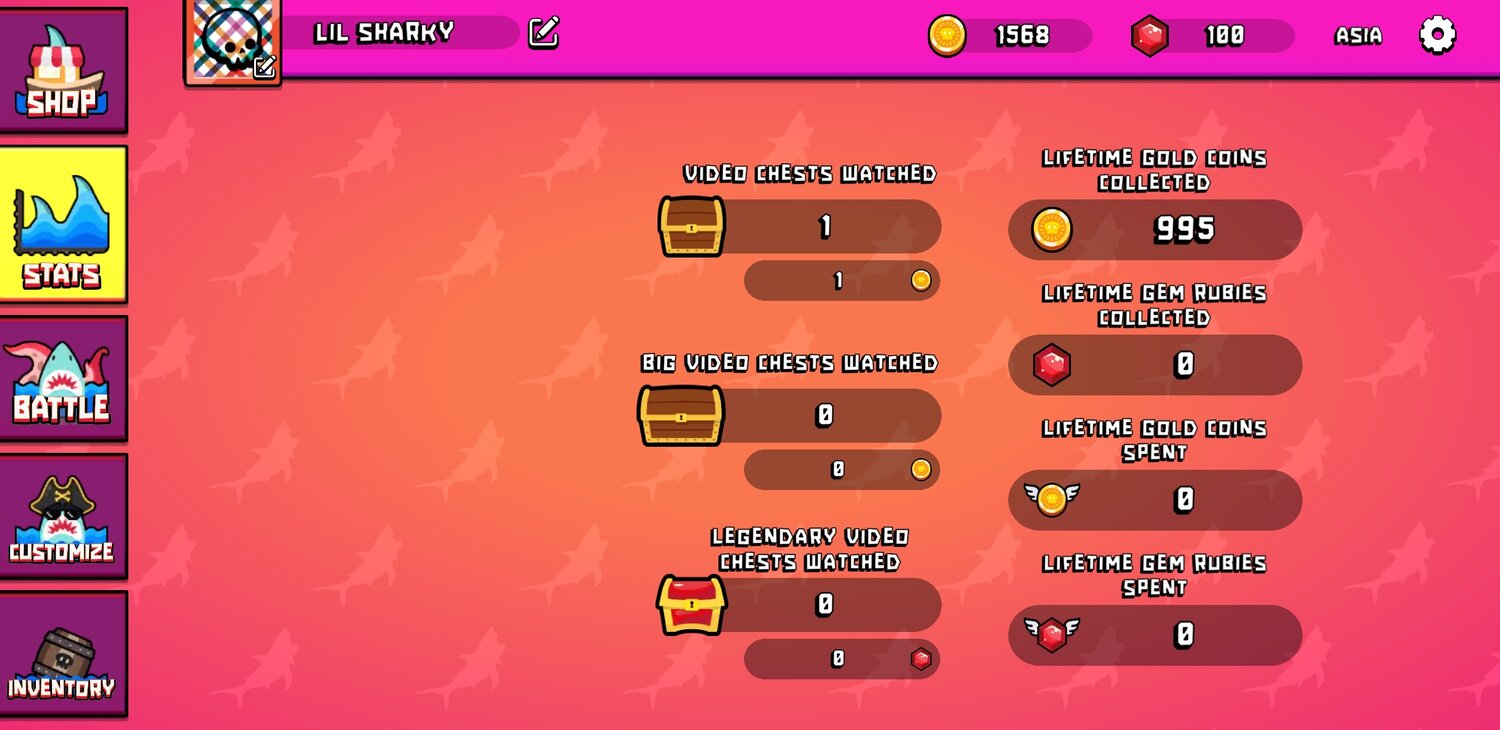 LIL SHARKY
1568
100
ASIA
SHOP
STATS
BATTLE
CUSTOMIZE
INVENTORY
VIDEO CHESTS WATCHED
1
1
BIG VIDEO CHESTS WATCHED
0
0
LEGENDARY VIDEO
CHESTS WATCHED
0
0
LIFETIME GOLD COINS
COLLECTED
995
LIFETIME GEM RUBIES
COLLECTED
0
LIFETIME GOLD COINS
SPENT
0
LIFETIME GEM RUBIES
SPENT
0